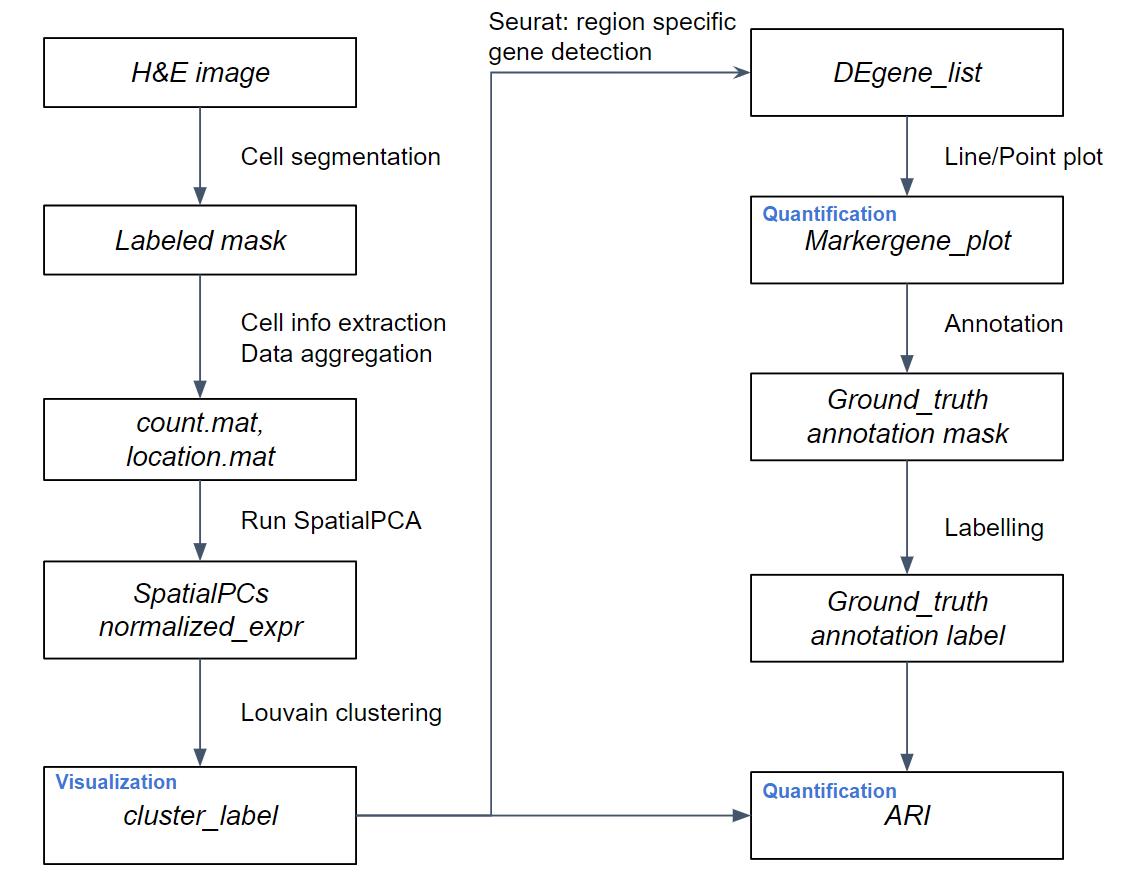 H&E image
Cell segmentation
Labeled mask
Cell info extraction
Data aggregation
count.mat,
location.mat
Run SpatialPCA
SpatialPCs
normalized_expr
Louvain clustering
Visualization
cluster_label
Seurat: region specific
gene detection
DEgene_list
Line/Point plot
Quantification
Markergene_plot
Annotation
Ground_truth
annotation mask
Labelling
Ground_truth
annotation label
Quantification
ARI